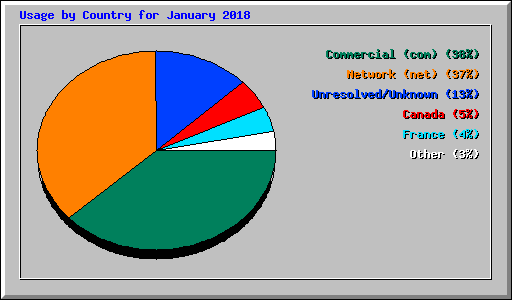 Usage by Country for January 2018
Commercial (com) (38%)
Network (net) (37%)
Unresolved/Unknown (13%)
Canada (5%)
France (4%)
Other (3%)